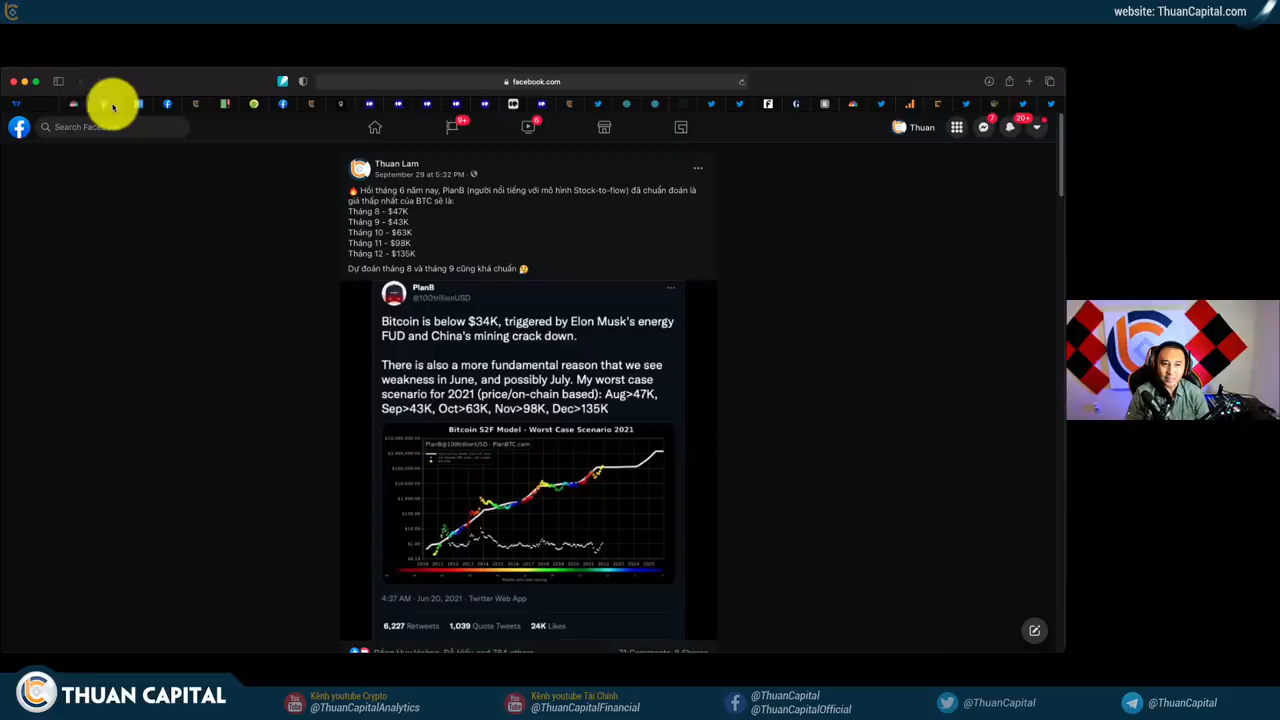 website: ThuanCapital.com
facebook.com
Search Facebook
9+
6
Thuan
7
20+
Thuan Lam
September 29 at 5:32 PM ·
Hồi tháng 6 năm nay, PlanB (người nổi tiếng với mô hình Stock-to-flow) đã chuẩn đoán là
giá thấp nhất của BTC sẽ là:
Tháng 8 - $47K
Tháng 9 - $43K
Tháng 10 - $63K
Tháng 11 - $98K
Tháng 12 - $135K
Dự đoán tháng 8 và tháng 9 cũng khá chuẩn
PlanB
@100trillionUSD
Bitcoin is below $34K, triggered by Elon Musk's energy
FUD and China's mining crack down.
There is also a more fundamental reason that we see
weakness in June, and possibly July. My worst case
scenario for 2021 (price/on-chain based): Aug>47K,
Sep>43K, Oct>63K, Nov>98K, Dec>135K
Bitcoin S2F Model - Worst Case Scenario 2021
PlanB@100trillionUSD - PlanBTC.com
4:37 AM · Jun 20, 2021 · Twitter Web App
6,227 Retweets 1,039 Quote Tweets 24K Likes
THUAN CAPITAL
Kênh youtube Crypto
@ThuanCapitalAnalytics
Kênh youtube Tài Chính
@ThuanCapitalFinancial
@ThuanCapital
@ThuanCapitalOfficial
@ThuanCapital
@ThuanCapital